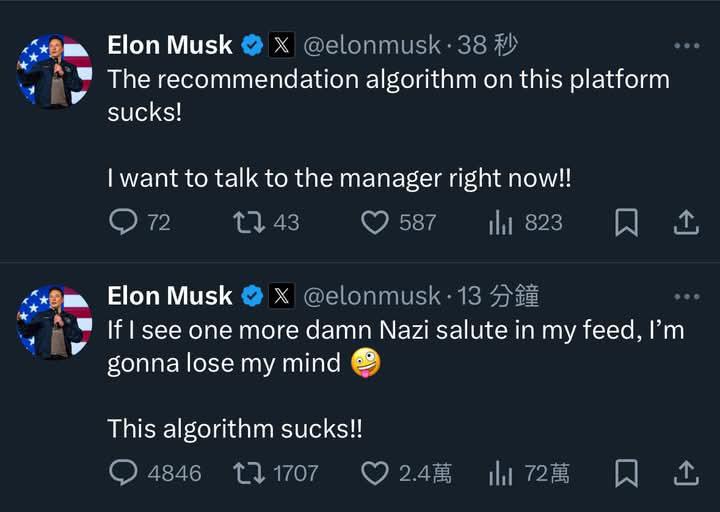 Elon Musk X @elonmusk · 38 秒
The recommendation algorithm on this platform
sucks!
I want to talk to the manager right now!!
72 43 587 823
Elon Musk X @elonmusk · 13 分鐘
If I see one more damn Nazi salute in my feed, I’m
gonna lose my mind 🤪
This algorithm sucks!!
4846 1707 2.4萬 72萬